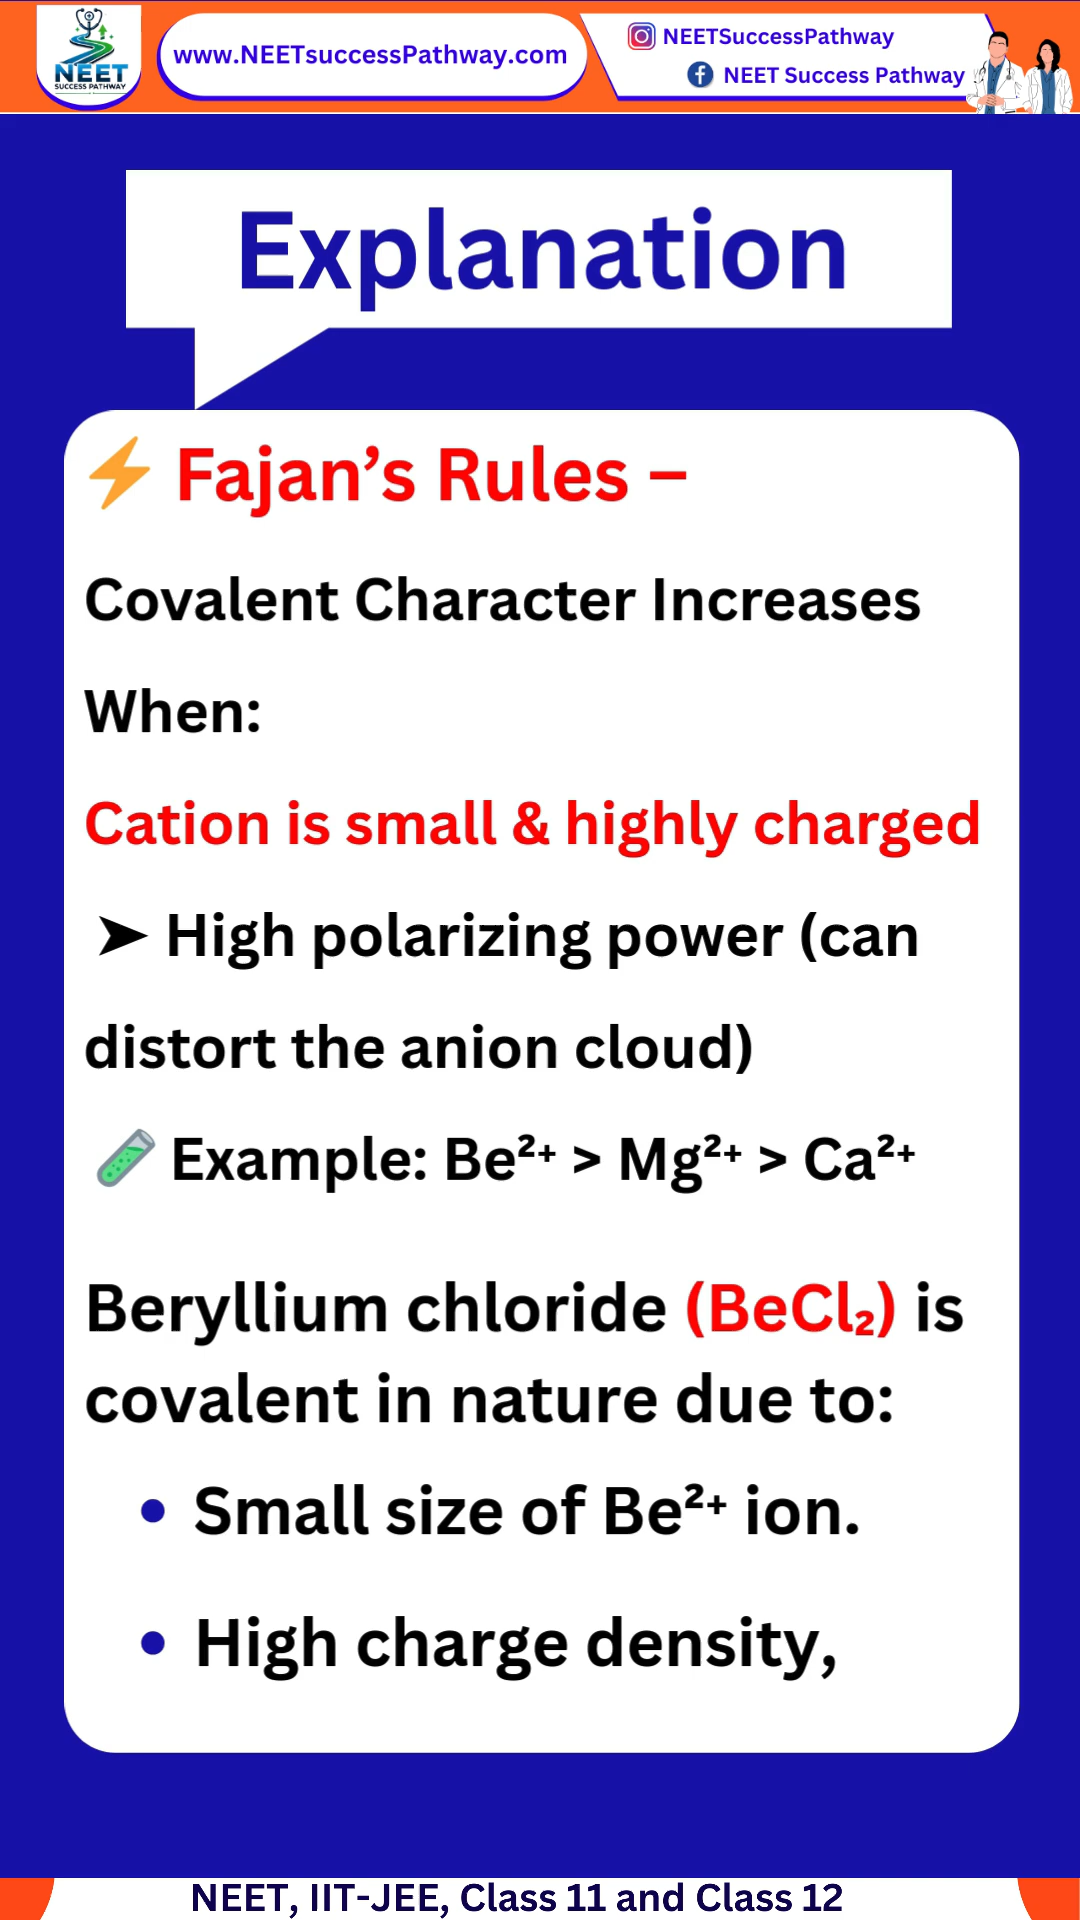 NEET
SUCCESS PATHWAY
www.NEETsuccessPathway.com
NEETSuccessPathway
NEET Success Pathway
Explanation
⚡ Fajan’s Rules –
Covalent Character Increases
When:
Cation is small & highly charged
➤ High polarizing power (can
distort the anion cloud)
🧪 Example: Be²⁺ > Mg²⁺ > Ca²⁺
Beryllium chloride (BeCl₂) is
covalent in nature due to:
• Small size of Be²⁺ ion.
• High charge density,
NEET, IIT-JEE, Class 11 and Class 12